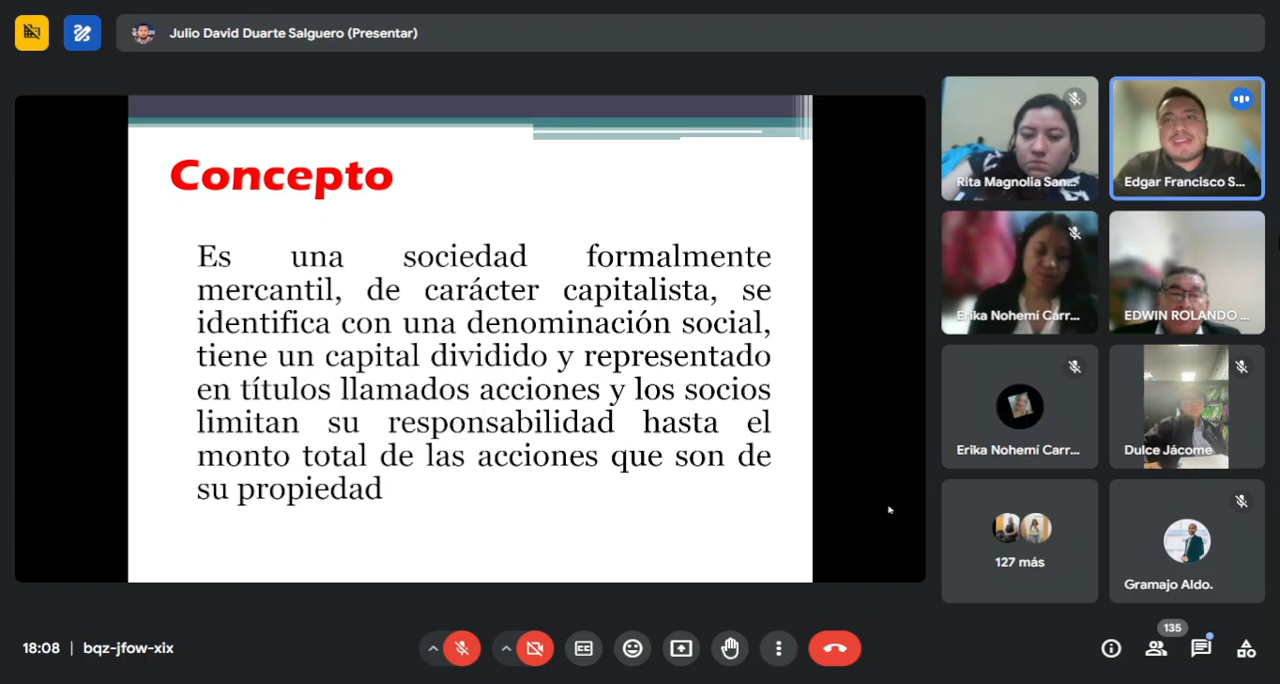 Julio David Duarte Salguero (Presentar)
Concepto
Es una sociedad formalmente
mercantil, de carácter capitalista, se
identifica con una denominación social,
tiene un capital dividido y representado
en títulos llamados acciones y los socios
limitan su responsabilidad hasta el
monto total de las acciones que son de
su propiedad
Rita Magnolia San...
Edgar Francisco S...
Erika Nohemí Carr...
EDWIN ROLANDO ...
Erika Nohemí Carr...
Dulce Jácome
127 más
Gramajo Aldo.
18:08 | bqz-jfow-xix
135